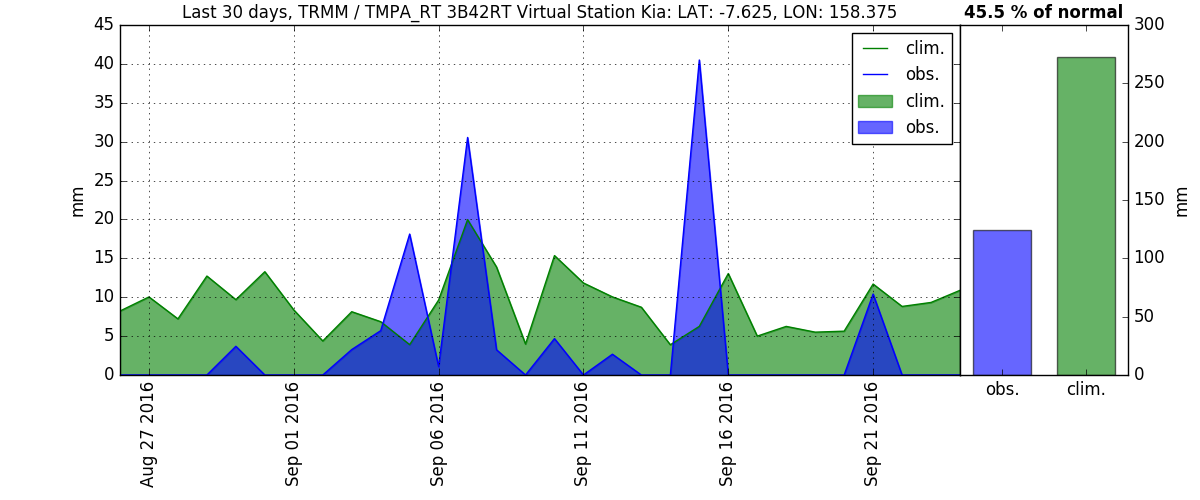 Last 30 days, TRMM / TMPA_RT 3B42RT Virtual Station Kia: LAT: -7.625, LON: 158.375
45.5 % of normal
45
40
35
30
25
20
15
10
5
0
mm
clim.
obs.
clim.
obs.
Aug 27 2016
Sep 01 2016
Sep 06 2016
Sep 11 2016
Sep 16 2016
Sep 21 2016
300
250
200
150
100
50
0
mm
obs. clim.